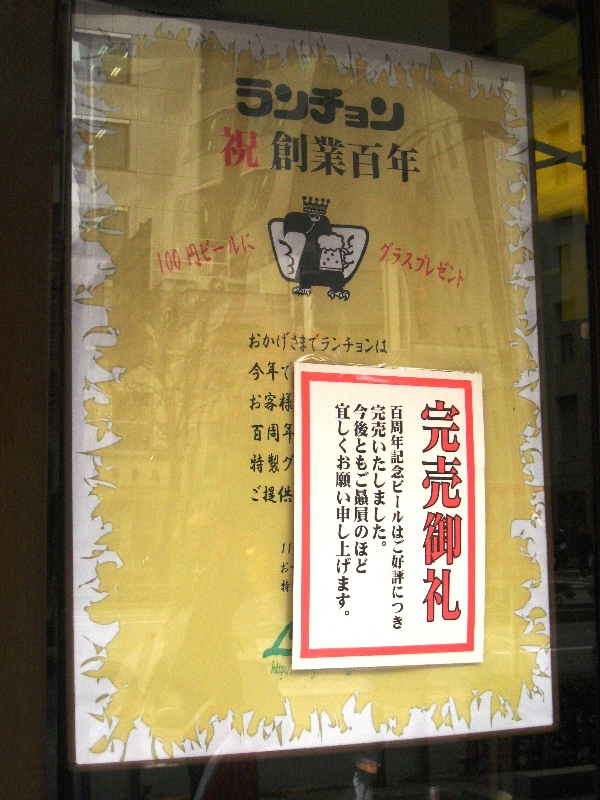 ランチョン
祝 創業百年
100円ビールに グラスプレゼント
おかげさまでランチョンは
今年で
お客様
百周年
特製グ
ご提供
11
お
特
完売御礼
百周年記念ビールはご好評につき
完売いたしました。
今後ともご贔屓のほど
宜しくお願い申し上げます。